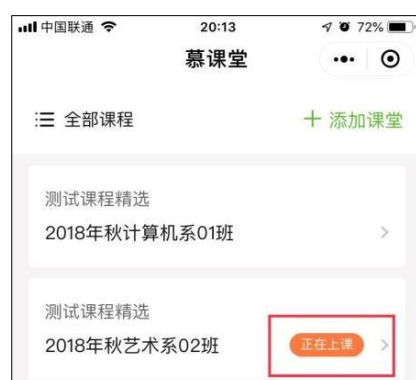 中国联通 20:13 72%
慕课堂
全部课程 添加课堂
测试课程精选
2018年秋计算机系01班
测试课程精选
2018年秋艺术系02班 正在上课